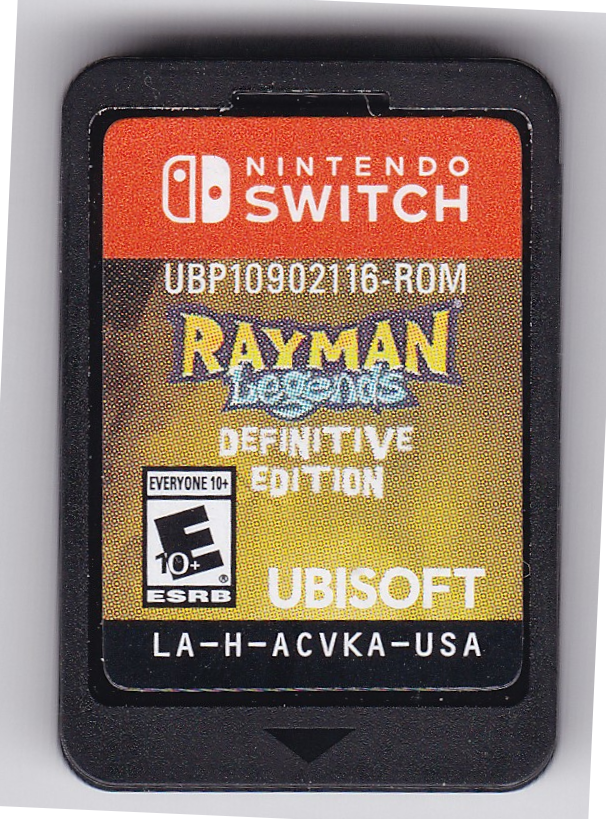 NINTENDO
SWITCH
UBP10902116-ROM
RAYMAN®
Legends
DEFINITIVE
EDITION
EVERYONE 10+
E
10+
®
ESRB
UBISOFT
LA-H-ACVKA-USA